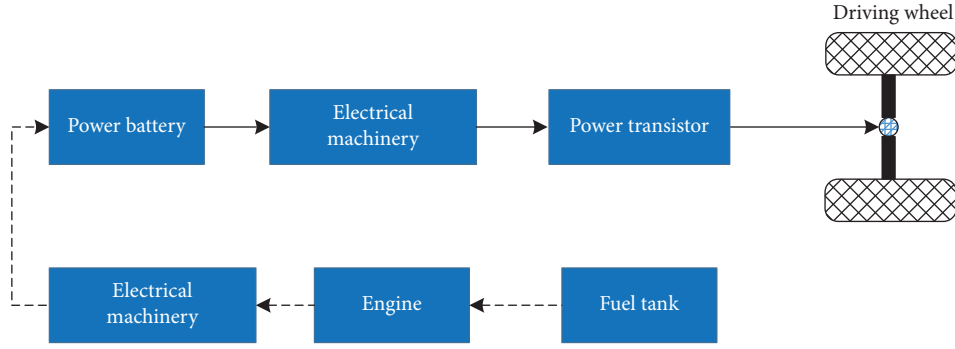 Driving wheel
Power battery
Electrical
machinery
Power transistor
Electrical
machinery
Engine
Fuel tank